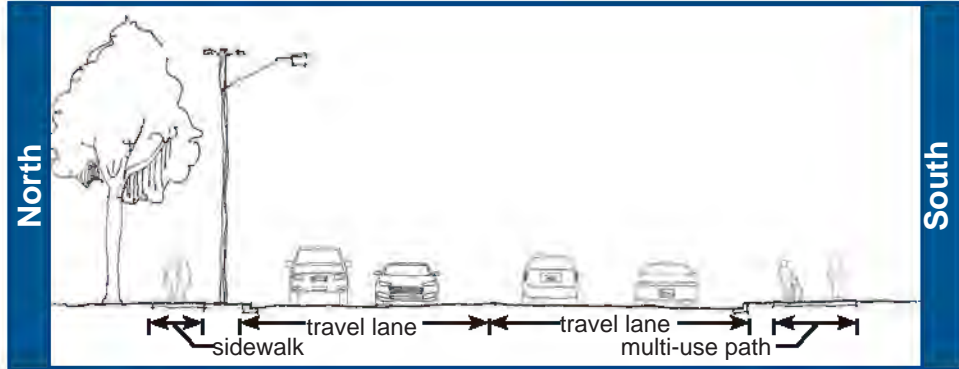 North
South
travel lane
travel lane
sidewalk
multi-use path